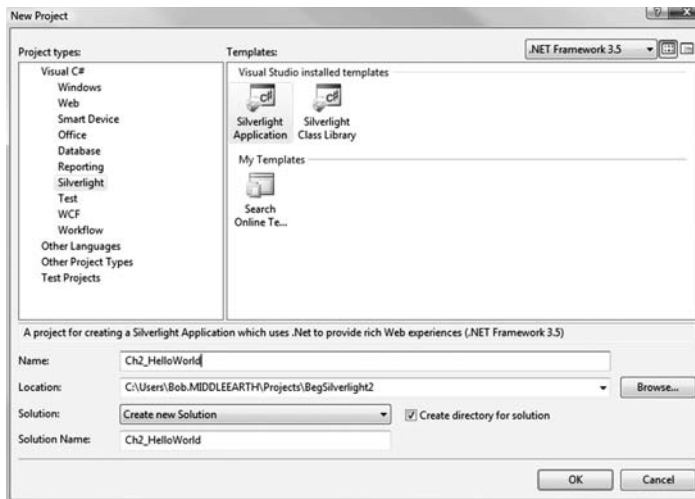 New Project
Project types:
Templates:
.NET Framework 3.5
Visual C#
Windows
Web
Smart Device
Office
Database
Reporting
Silverlight
Test
WCF
Workflow
Other Languages
Other Project Types
Test Projects
Visual Studio installed templates
C#
Silverlight
Application
C#
Silverlight
Class Library
My Templates
Search
Online Te...
A project for creating a Silverlight Application which uses .Net to provide rich Web experiences (.NET Framework 3.5)
Name:
Ch2_HelloWorld
Location:
C:\Users\Bob.MIDDLEEARTH\Projects\BegSilverlight2
Browse...
Solution:
Create new Solution
Create directory for solution
Solution Name:
Ch2_HelloWorld
OK
Cancel